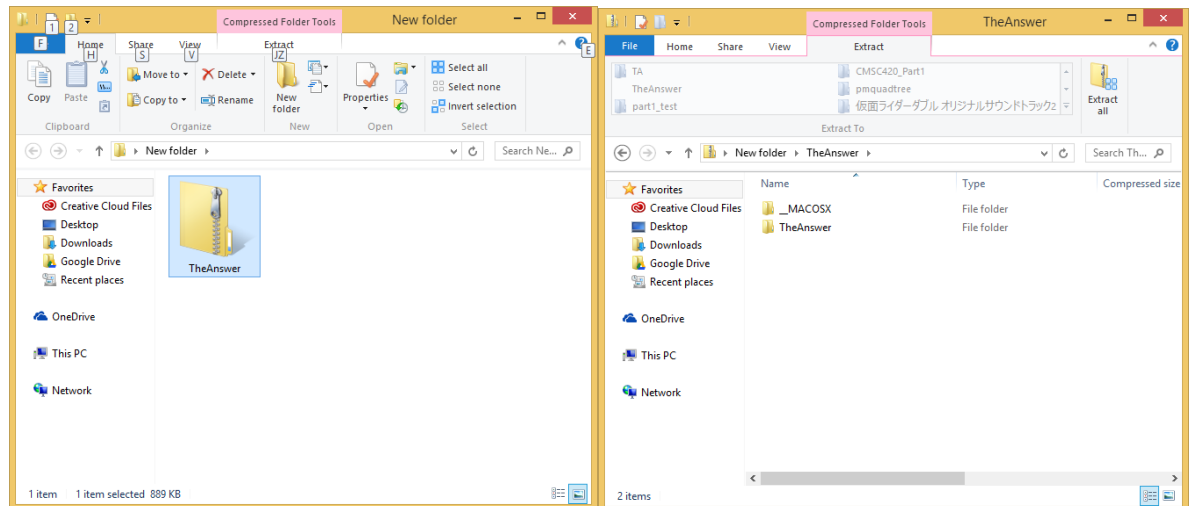 1 2 Compressed Folder Tools New folder
F Home Share View Extract
H S V JZ E
Copy Paste Move to Delete New folder Properties Select all
Copy to Rename Select none
Invert selection
Clipboard Organize New Open Select
New folder Search Ne...
Favorites
Creative Cloud Files
Desktop
Downloads
Google Drive
Recent places
OneDrive
This PC
Network
TheAnswer
1 item 1 item selected 889 KB
Compressed Folder Tools TheAnswer
File Home Share View Extract
TA CMSC420_Part1
TheAnswer pmquadtree
part1_test 仮面ライダーダブル オリジナルサウンドトラック2
Extract all
Extract To
New folder TheAnswer Search Th...
Favorites
Creative Cloud Files
Desktop
Downloads
Google Drive
Recent places
OneDrive
This PC
Network
Name Type Compressed size
__MACOSX File folder
TheAnswer File folder
2 items